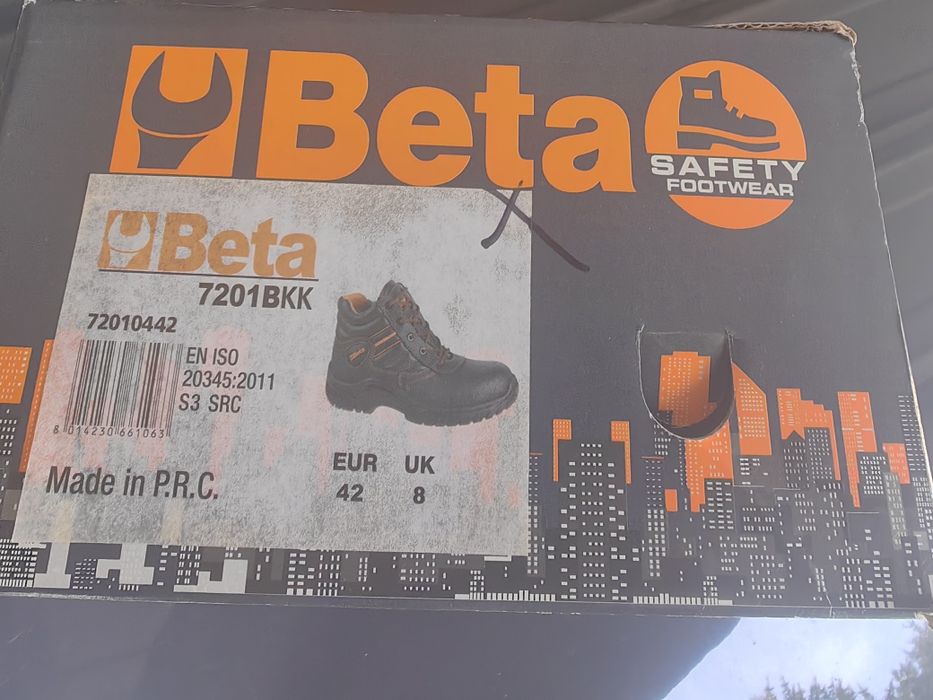 Beta
SAFETY
FOOTWEAR
Beta
7201BKK
72010442
EN ISO
20345:2011
S3 SRC
8 014230 661063
EUR UK
42 8
Made in P.R.C.